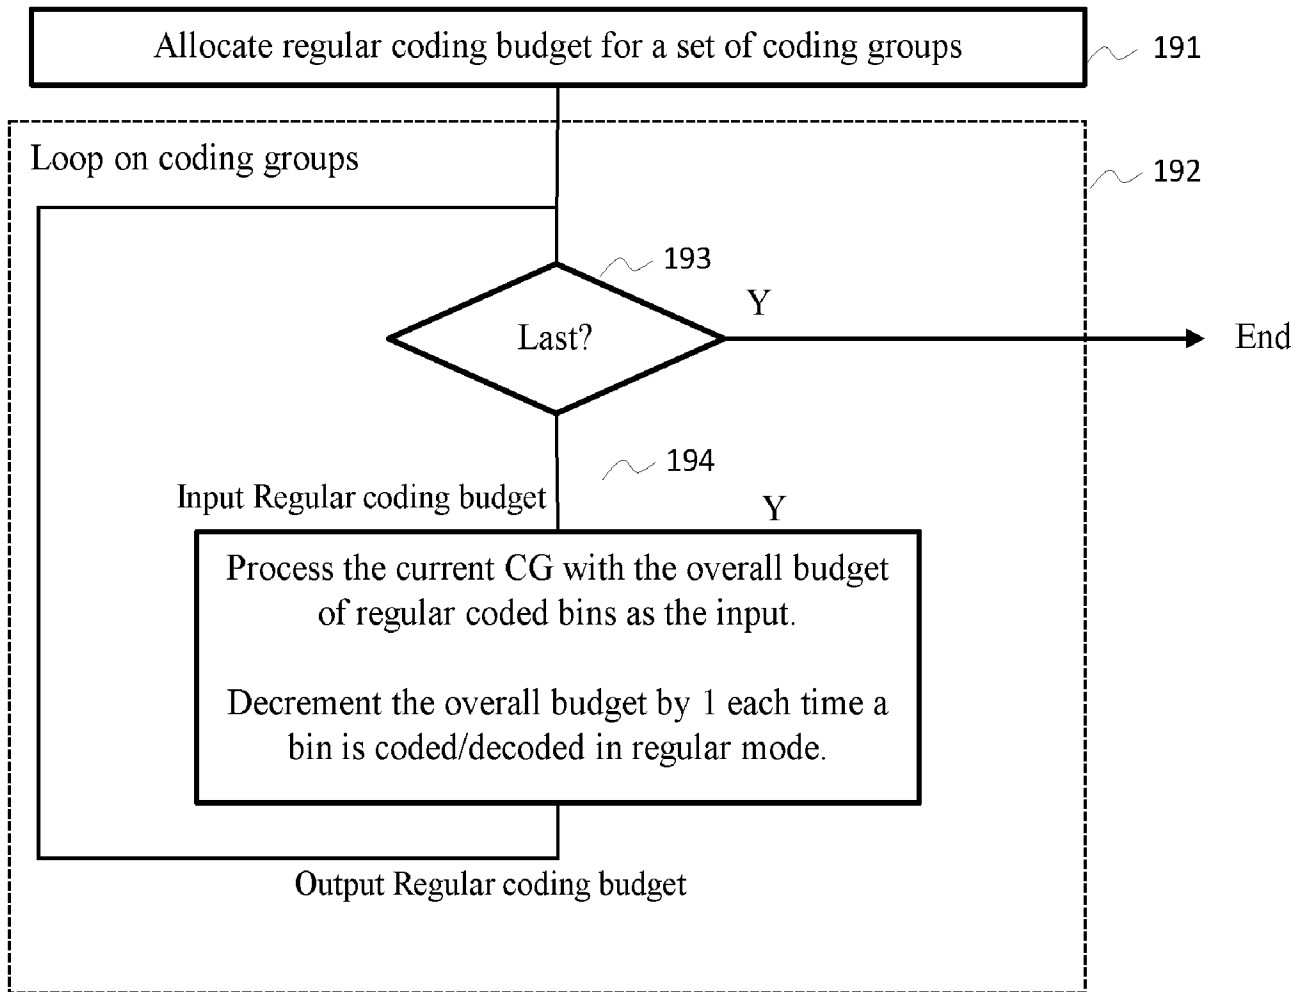 Allocate regular coding budget for a set of coding groups
191
Loop on coding groups
192
193
Y
Last?
End
194
Input Regular coding budget
Y
Process the current CG with the overall budget
of regular coded bins as the input.
Decrement the overall budget by 1 each time a
bin is coded/decoded in regular mode.
Output Regular coding budget